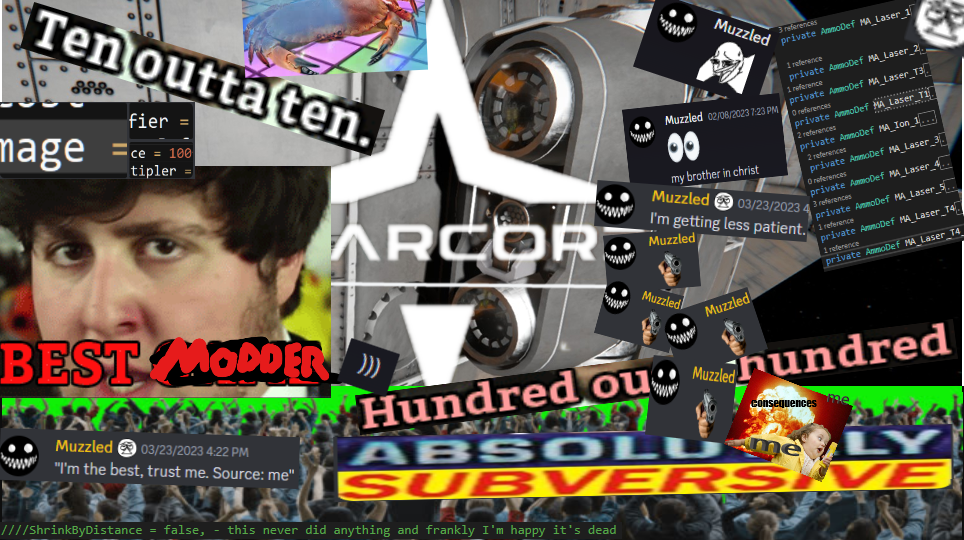 Ten outta ten.
mage =
fier =
ce = 100
tipler =
Muzzled
Muzzled 02/08/2023 7:23 PM
my brother in christ
Muzzled 03/23/2023 4
I'm getting less patient.
Muzzled
Muzzled
Muzzled
Muzzled
3 references
private AmmoDef MA_Laser_1
1 reference
private AmmoDef MA_Laser_2...
1 reference
private AmmoDef MA_Laser_T3...
0 references
private AmmoDef MA_Laser_T1...
2 references
private AmmoDef MA_Ion_1...
2 references
private AmmoDef MA_Laser_3...
0 references
private AmmoDef MA_Laser_4...
0 references
private AmmoDef MA_Laser_5...
3 references
private AmmoDef MA_Laser_T4...
1 reference
private AmmoDef MA_Laser_T4
ARCOR
BEST MODDER
)))
Hundred ou hundred
consequences me
me
ABSOLU LY
SUBVERSIVE
Muzzled 03/23/2023 4:22 PM
"I'm the best, trust me. Source: me"
////ShrinkByDistance = false, - this never did anything and frankly I'm happy it's dead